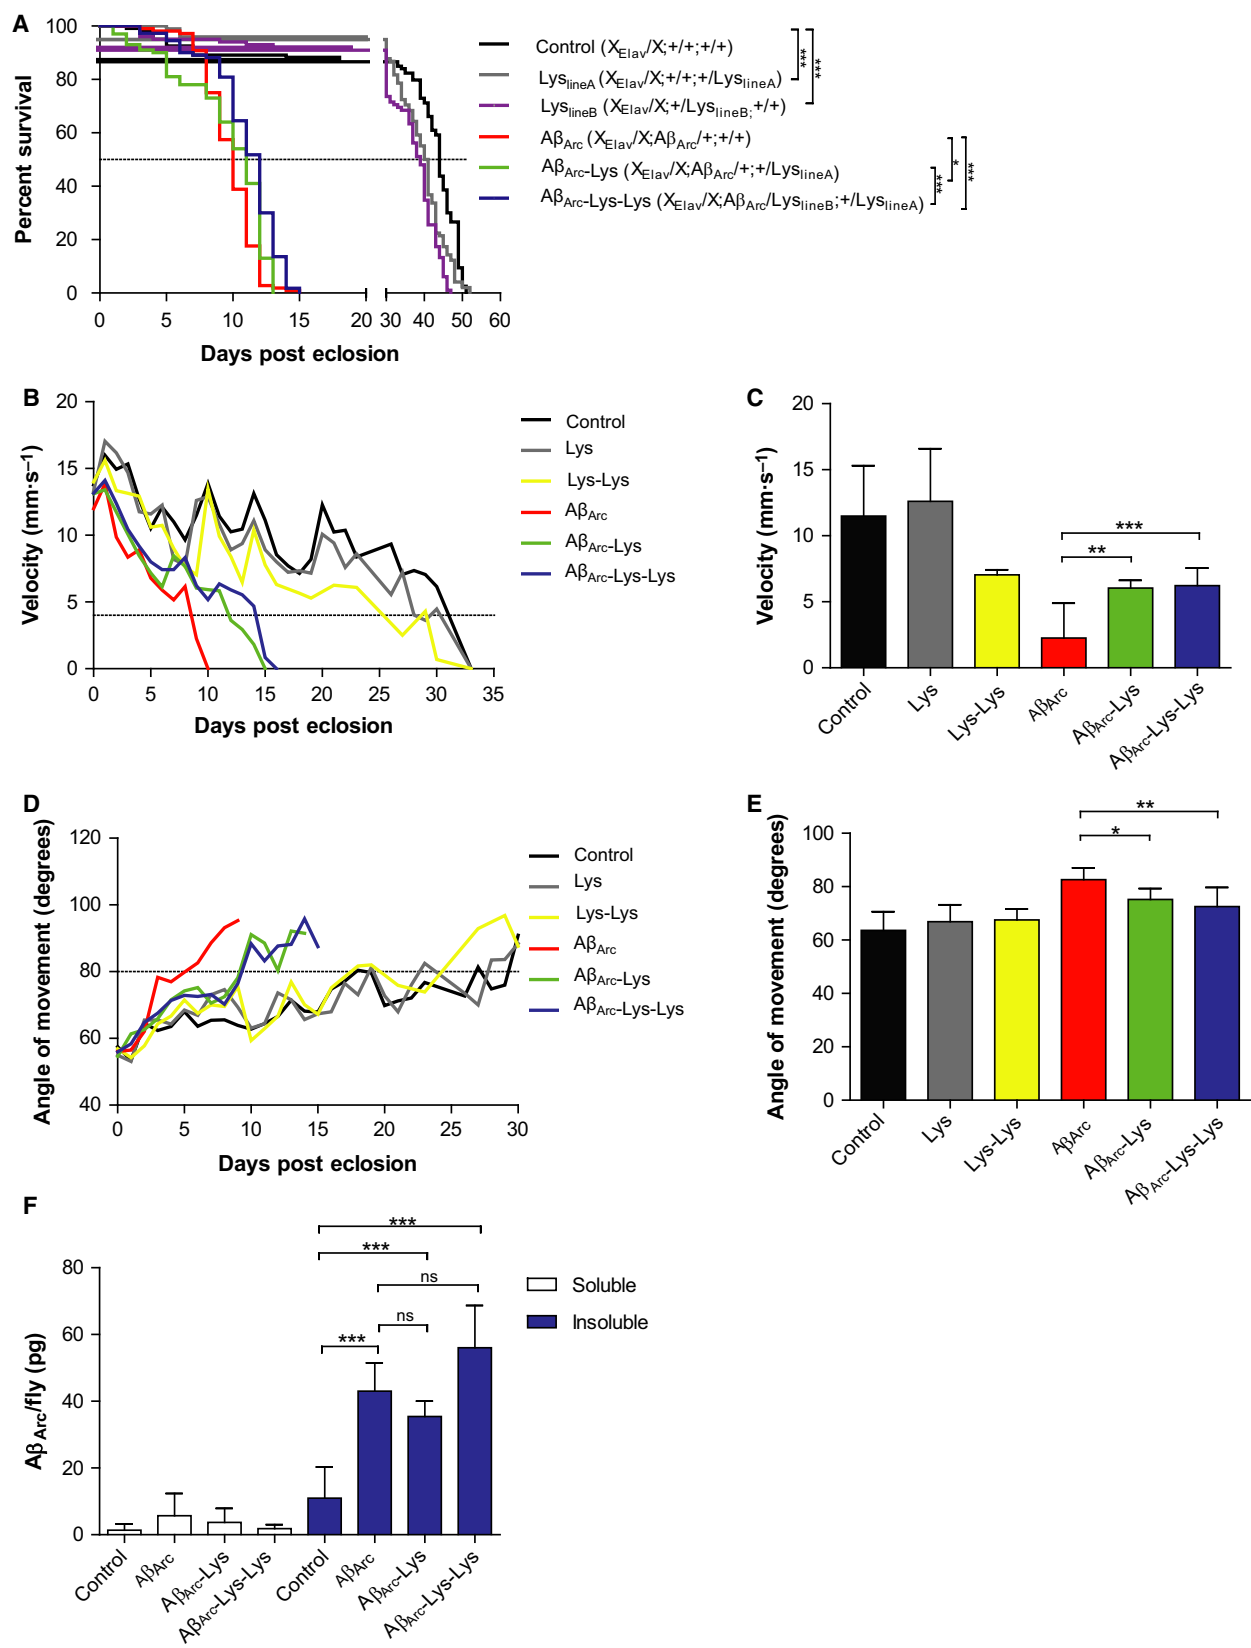 A
Percent survival
100
80
60
40
20
0
0 5 10 15 20 30 40 50 60
Days post eclosion
Control (XElav/X;+/+;+/+)
LyslineA (XElav/X;+/+;+/LyslineA)
LyslineB (XElav/X;+/LyslineB;+/+)
AβArc (XElav/X;AβArc/+;+/+)
AβArc-Lys (XElav/X;AβArc/+;+/LyslineA)
AβArc-Lys-Lys (XElav/X;AβArc/LyslineB;+/LyslineA)
***
***
***
*
***
B
Velocity (mm·s–1)
20
15
10
5
0
0 5 10 15 20 25 30 35
Days post eclosion
Control
Lys
Lys-Lys
AβArc
AβArc-Lys
AβArc-Lys-Lys
C
Velocity (mm·s–1)
20
15
10
5
0
***
**
Control
Lys
Lys-Lys
AβArc
AβArc-Lys
AβArc-Lys-Lys
D
Angle of movement (degrees)
120
100
80
60
40
0 5 10 15 20 25 30
Days post eclosion
Control
Lys
Lys-Lys
AβArc
AβArc-Lys
AβArc-Lys-Lys
E
Angle of movement (degrees)
100
80
60
40
20
0
**
*
Control
Lys
Lys-Lys
AβArc
AβArc-Lys
AβArc-Lys-Lys
F
AβArc/fly (pg)
80
60
40
20
0
***
***
ns
ns
***
Soluble
Insoluble
Control
AβArc
AβArc-Lys
AβArc-Lys-Lys
Control
AβArc
AβArc-Lys
AβArc-Lys-Lys